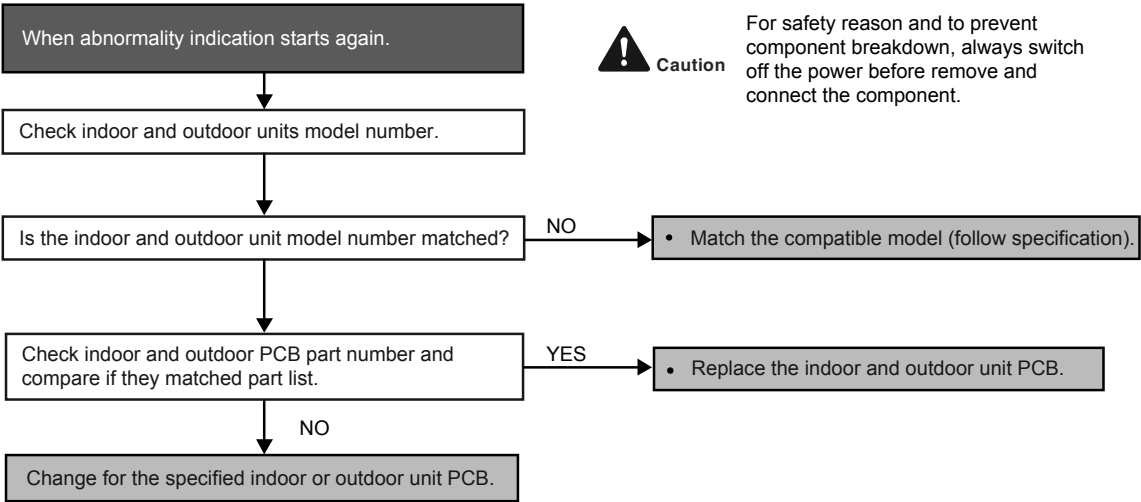 When abnormality indication starts again.
Caution
For safety reason and to prevent
component breakdown, always switch
off the power before remove and
connect the component.
Check indoor and outdoor units model number.
Is the indoor and outdoor unit model number matched?
NO
• Match the compatible model (follow specification).
Check indoor and outdoor PCB part number and
compare if they matched part list.
YES
• Replace the indoor and outdoor unit PCB.
NO
Change for the specified indoor or outdoor unit PCB.